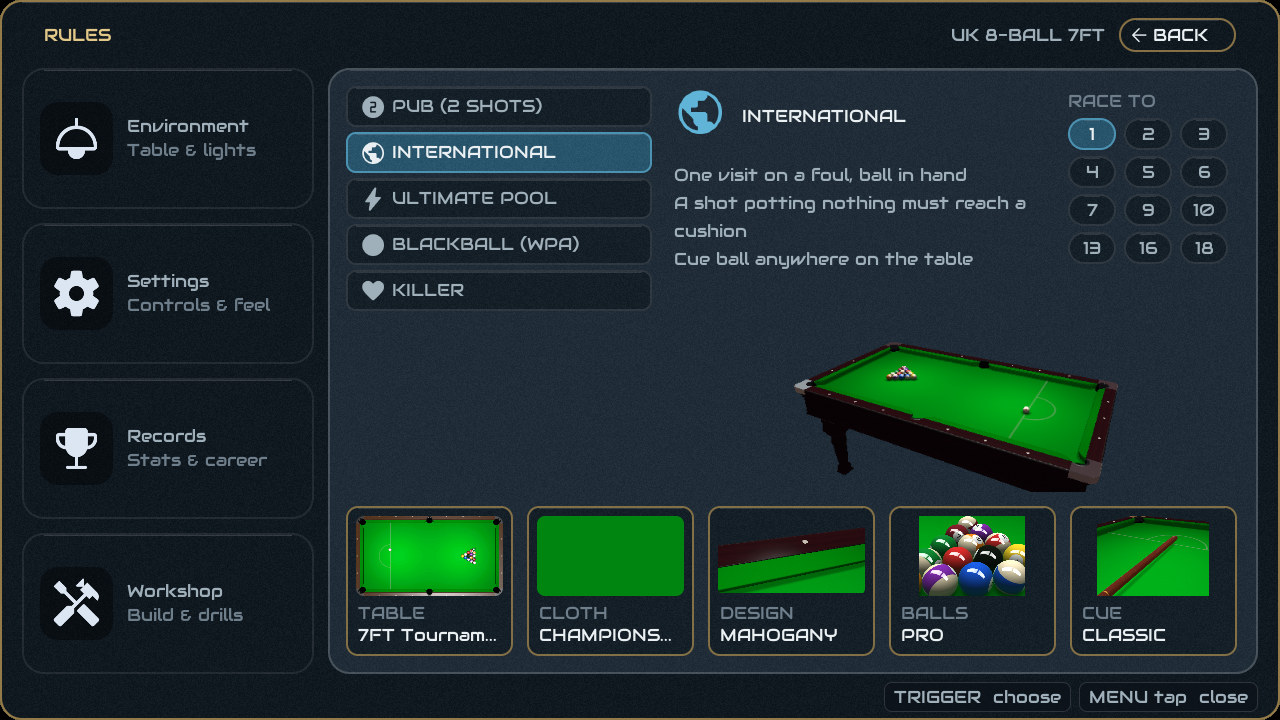 RULES
UK 8-BALL 7FT
← BACK
Environment
Table & lights
Settings
Controls & feel
Records
Stats & career
Workshop
Build & drills
2 PUB (2 SHOTS)
INTERNATIONAL
ULTIMATE POOL
BLACKBALL (WPA)
KILLER
INTERNATIONAL
One visit on a foul, ball in hand
A shot potting nothing must reach a
cushion
Cue ball anywhere on the table
RACE TO
1 2 3
4 5 6
7 9 10
13 16 18
TABLE
7FT Tournam...
CLOTH
CHAMPIONS...
DESIGN
MAHOGANY
BALLS
PRO
CUE
CLASSIC
TRIGGER choose
MENU tap close